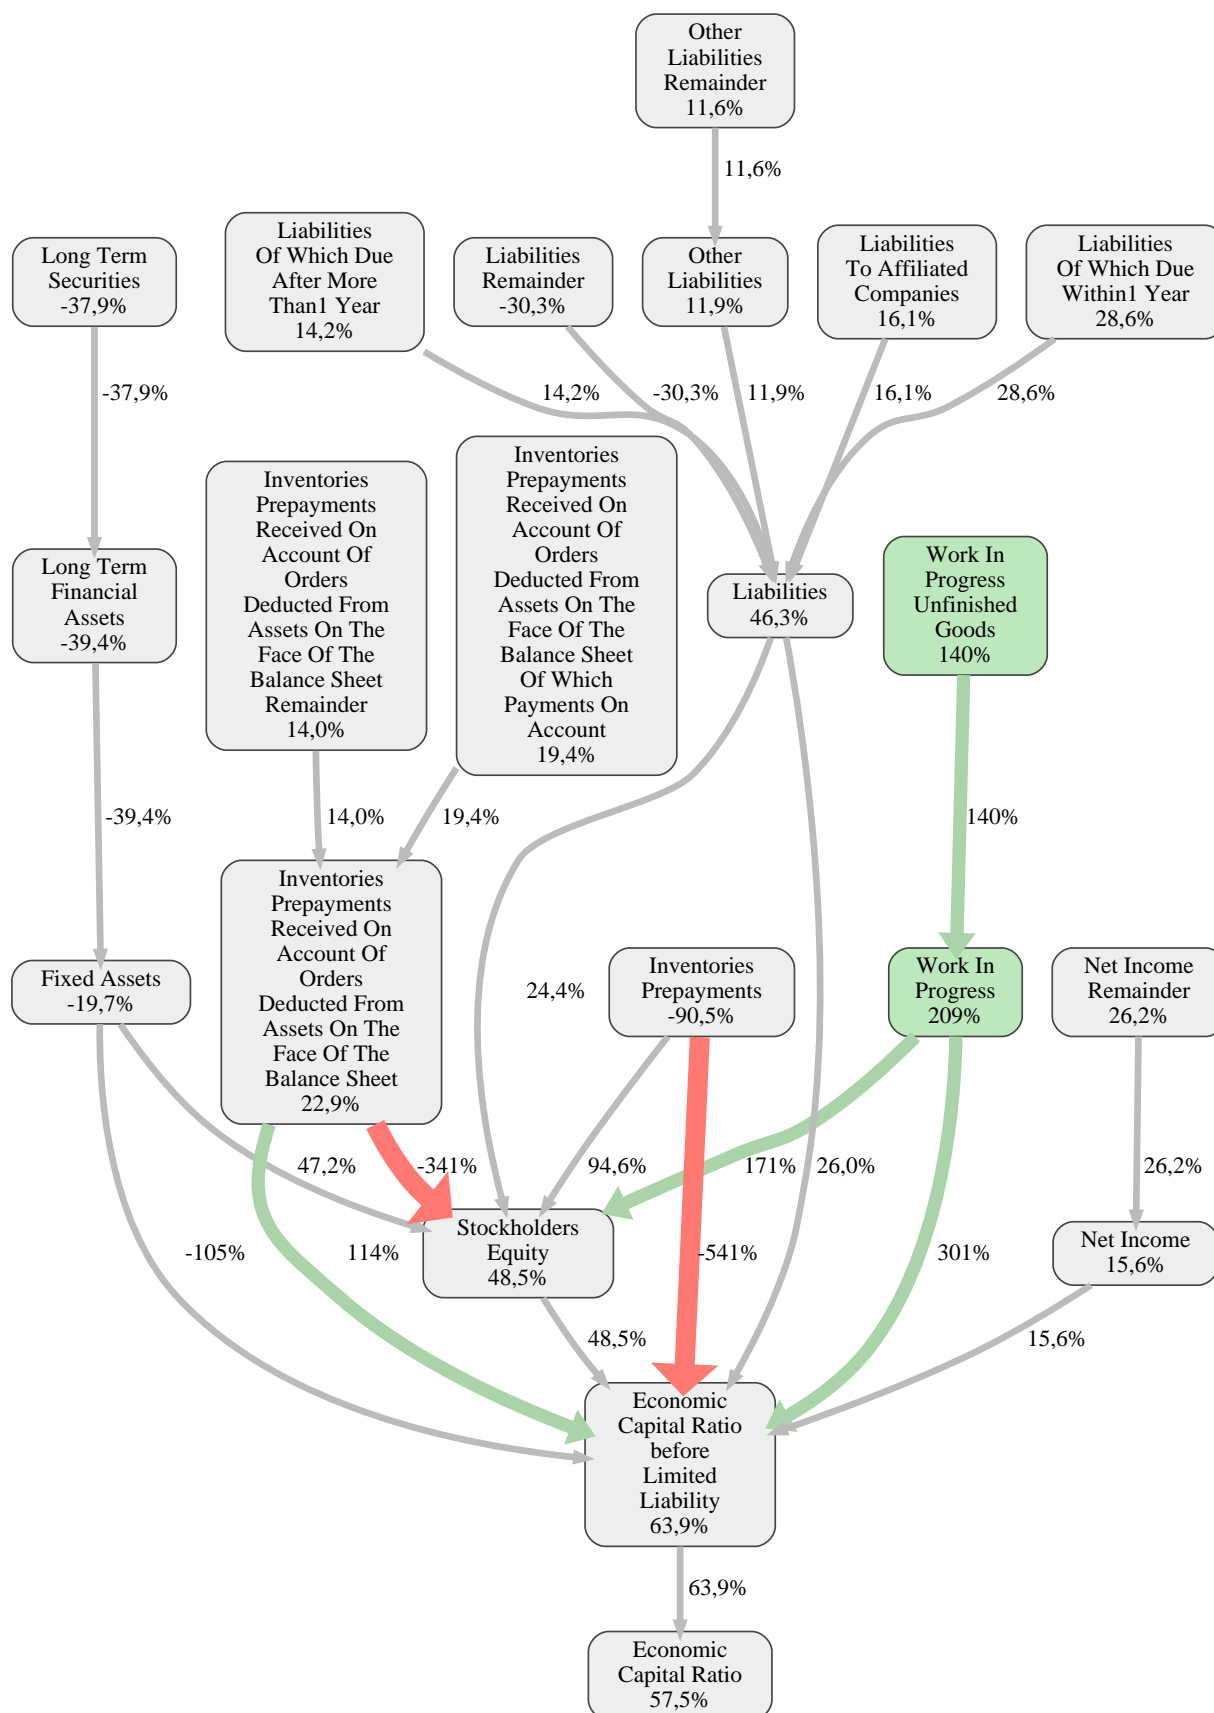 Other
Liabilities
Remainder
11,6%
11,6%
Long Term
Securities
-37,9%
Liabilities
Of Which Due
After More
Than1 Year
14,2%
Liabilities
Remainder
-30,3%
Other
Liabilities
11,9%
Liabilities
To Affiliated
Companies
16,1%
Liabilities
Of Which Due
Within1 Year
28,6%
-37,9%
14,2%
-30,3%
11,9%
16,1%
28,6%
Long Term
Financial
Assets
-39,4%
Inventories
Prepayments
Received On
Account Of
Orders
Deducted From
Assets On The
Face Of The
Balance Sheet
Remainder
14,0%
Inventories
Prepayments
Received On
Account Of
Orders
Deducted From
Assets On The
Face Of The
Balance Sheet
Of Which
Payments On
Account
19,4%
Liabilities
46,3%
Work In
Progress
Unfinished
Goods
140%
-39,4%
14,0%
19,4%
140%
Fixed Assets
-19,7%
Inventories
Prepayments
Received On
Account Of
Orders
Deducted From
Assets On The
Face Of The
Balance Sheet
22,9%
24,4%
Inventories
Prepayments
-90,5%
Work In
Progress
209%
Net Income
Remainder
26,2%
47,2%
-341%
94,6%
171%
26,0%
26,2%
-105%
114%
Stockholders
Equity
48,5%
-541%
301%
Net Income
15,6%
48,5%
15,6%
Economic
Capital Ratio
before
Limited
Liability
63,9%
63,9%
Economic
Capital Ratio
57,5%